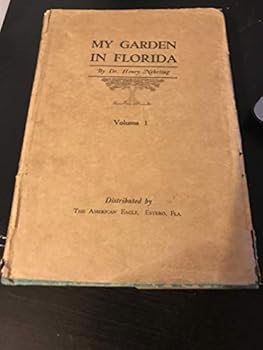 MY GARDEN
IN FLORIDA
By Dr. Henry Nehrling
Volume 1
Distributed by
THE AMERICAN EAGLE, ESTERO, FLA.